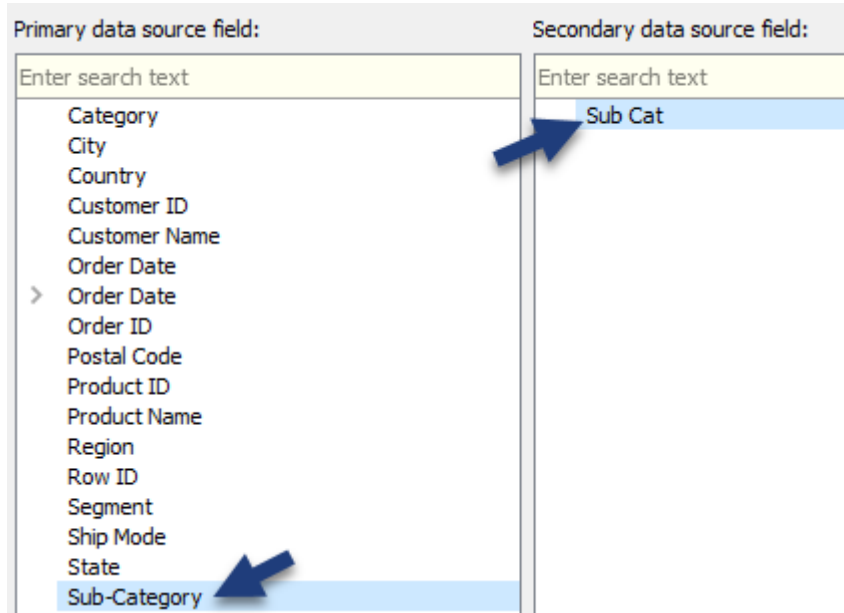 Primary data source field:
Secondary data source field:
Enter search text
Enter search text
Category
Sub Cat
City
Country
Customer ID
Customer Name
Order Date
Order Date
Order ID
Postal Code
Product ID
Product Name
Region
Row ID
Segment
Ship Mode
State
Sub-Category